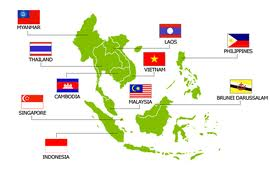 MYANMAR
LAOS
PHILIPPINES
THAILAND
VIETNAM
CAMBODIA
MALAYSIA
BRUNEI DARUSSALAM
SINGAPORE
INDONESIA